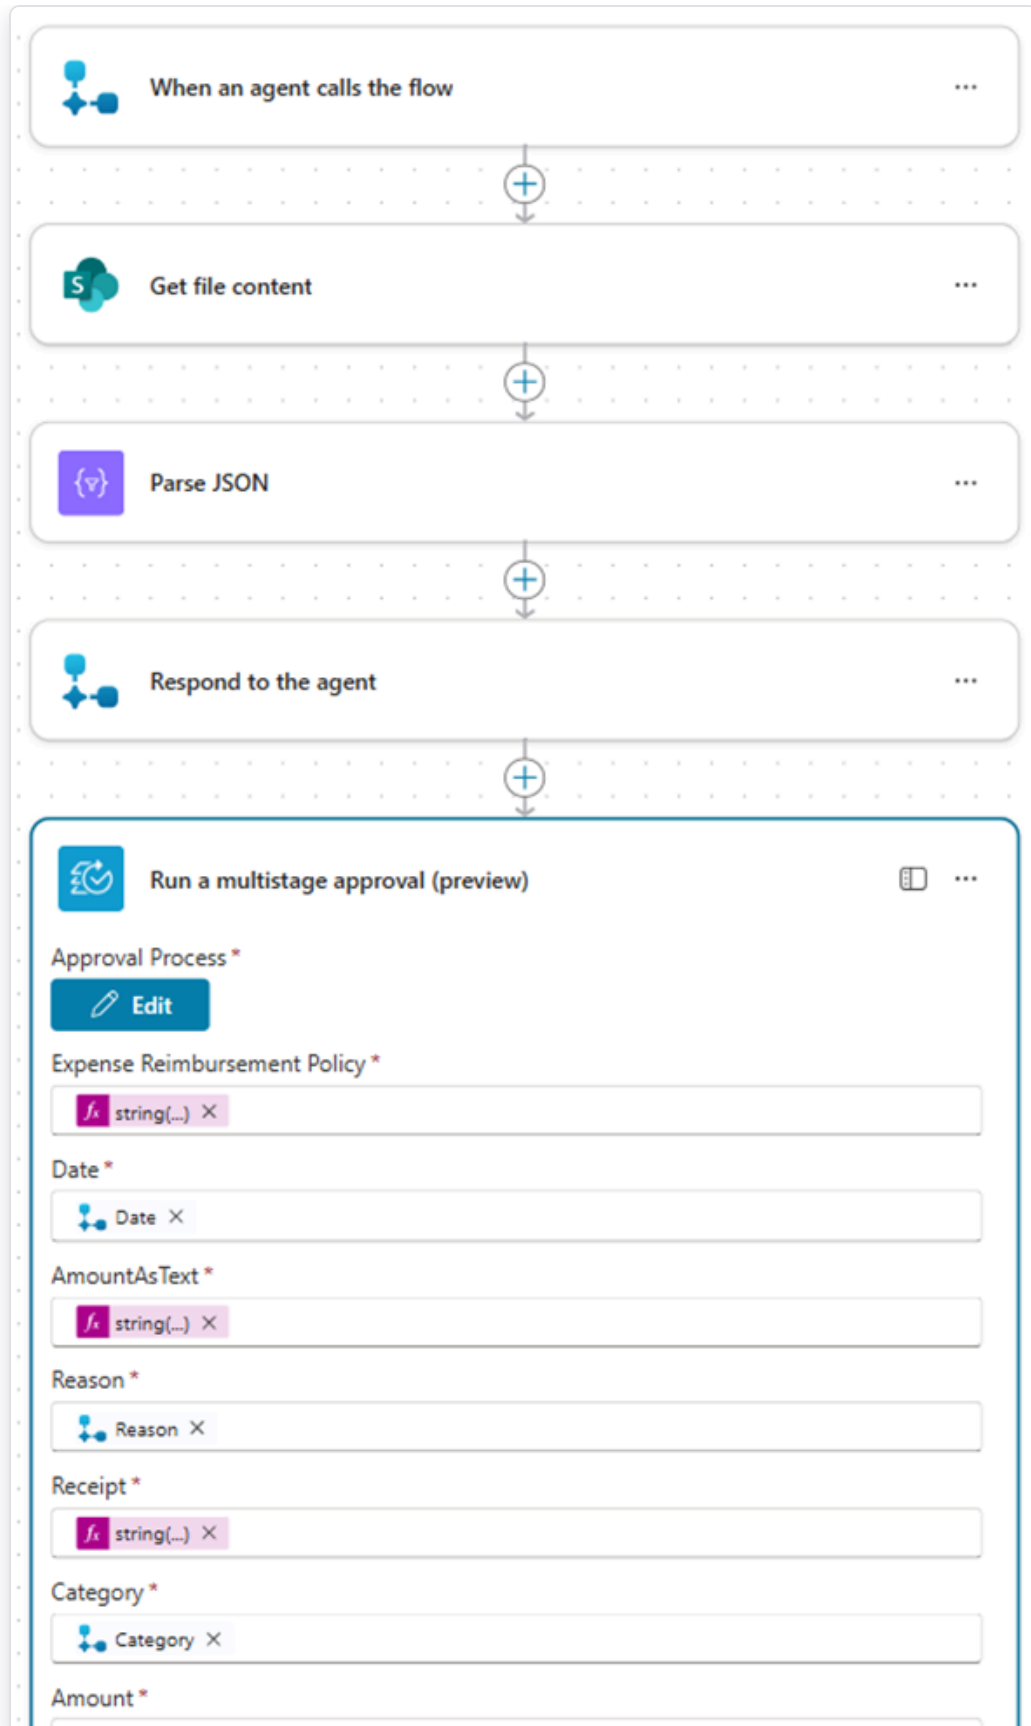 When an agent calls the flow
Get file content
Parse JSON
Respond to the agent
Run a multistage approval (preview)
Approval Process *
Edit
Expense Reimbursement Policy *
string(...)
Date *
Date
AmountAsText *
string(...)
Reason *
Reason
Receipt *
string(...)
Category *
Category
Amount *